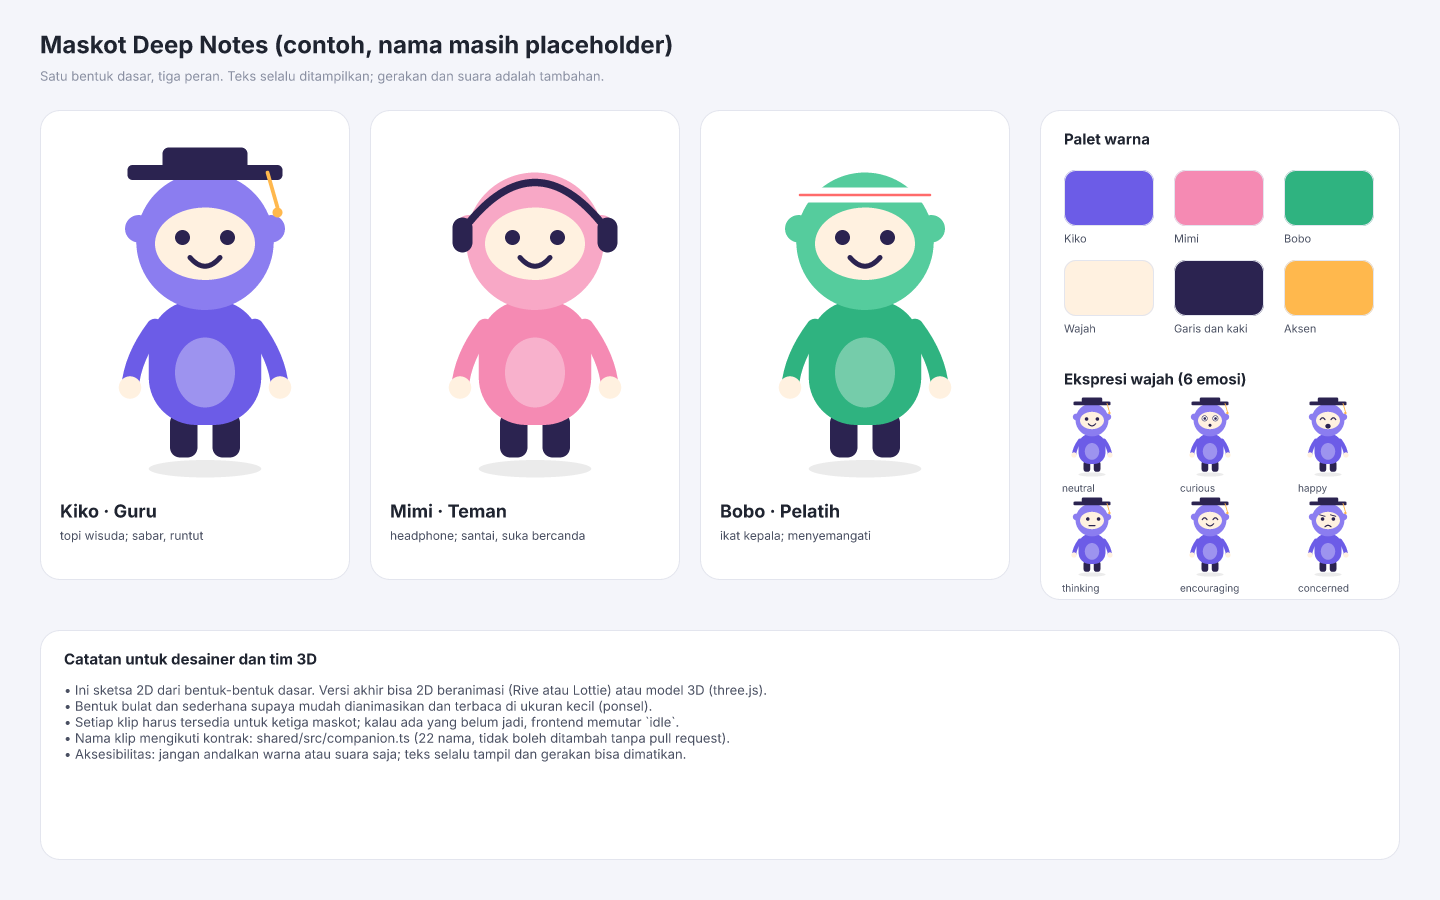 Maskot Deep Notes (contoh, nama masih placeholder)
Satu bentuk dasar, tiga peran. Teks selalu ditampilkan; gerakan dan suara adalah tambahan.
Kiko · Guru
topi wisuda; sabar, runtut
Mimi · Teman
headphone; santai, suka bercanda
Bobo · Pelatih
ikat kepala; menyemangati
Palet warna
Kiko
Mimi
Bobo
Wajah
Garis dan kaki
Aksen
Ekspresi wajah (6 emosi)
neutral
curious
happy
thinking
encouraging
concerned
Catatan untuk desainer dan tim 3D
• Ini sketsa 2D dari bentuk-bentuk dasar. Versi akhir bisa 2D beranimasi (Rive atau Lottie) atau model 3D (three.js).
• Bentuk bulat dan sederhana supaya mudah dianimasikan dan terbaca di ukuran kecil (ponsel).
• Setiap klip harus tersedia untuk ketiga maskot; kalau ada yang belum jadi, frontend memutar `idle`.
• Nama klip mengikuti kontrak: shared/src/companion.ts (22 nama, tidak boleh ditambah tanpa pull request).
• Aksesibilitas: jangan andalkan warna atau suara saja; teks selalu tampil dan gerakan bisa dimatikan.